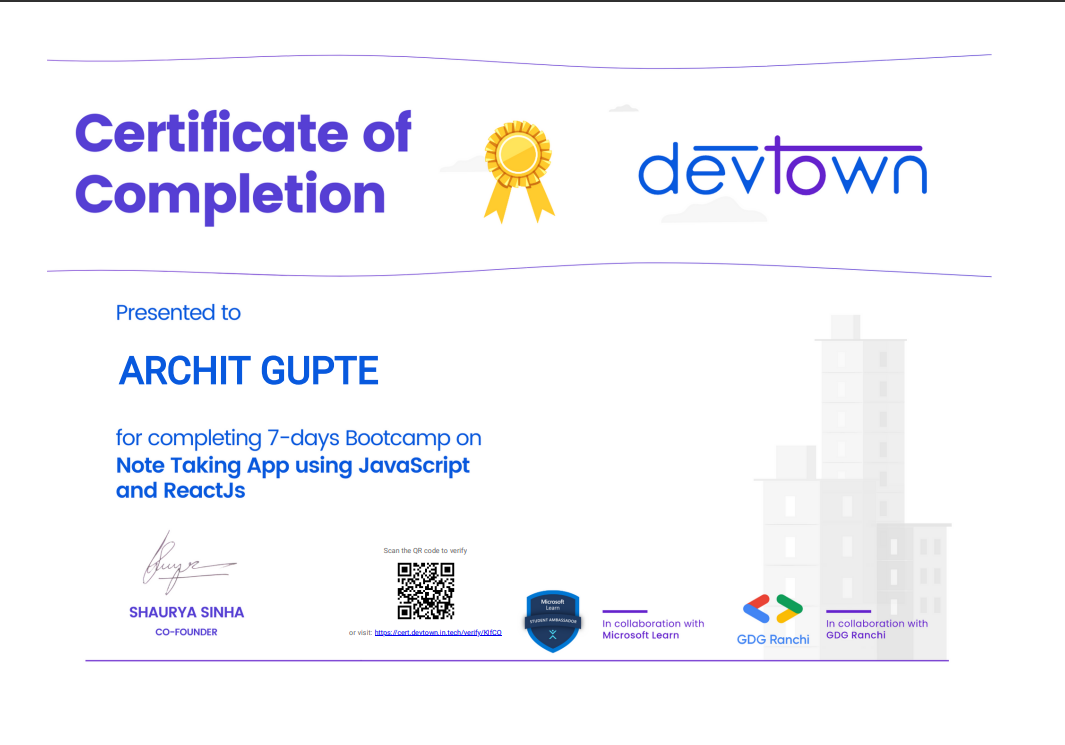 Certificate of
Completion
devtown
Presented to
ARCHIT GUPTE
for completing 7-days Bootcamp on
Note Taking App using JavaScript
and ReactJs
SHAURYA SINHA
CO-FOUNDER
Scan the QR code to verify
or visit: https://cert.devtown.in.tech/verify/KIfCO
Microsoft
Learn
STUDENT AMBASSADOR
In collaboration with
Microsoft Learn
GDG Ranchi
In collaboration with
GDG Ranchi